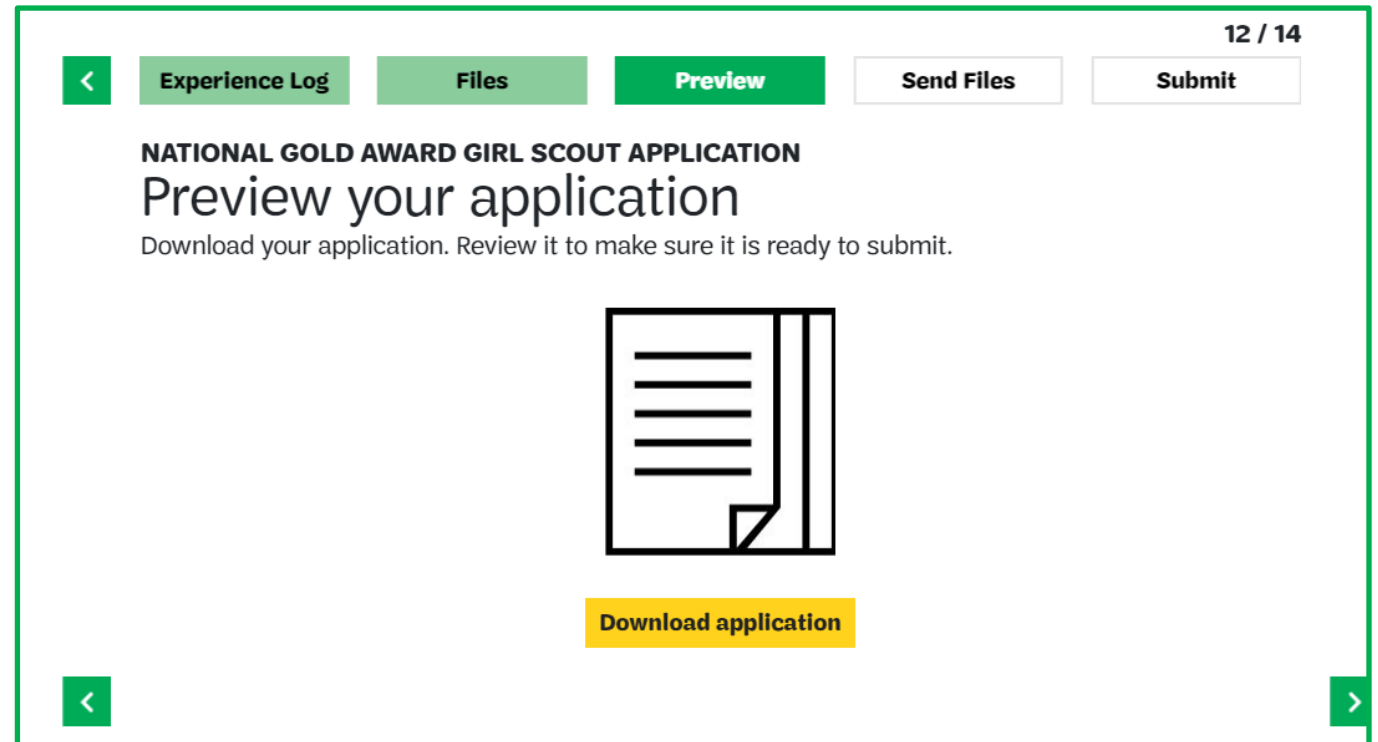 12 / 14
Experience Log Files Preview Send Files Submit
NATIONAL GOLD AWARD GIRL SCOUT APPLICATION
Preview your application
Download your application. Review it to make sure it is ready to submit.
Download application